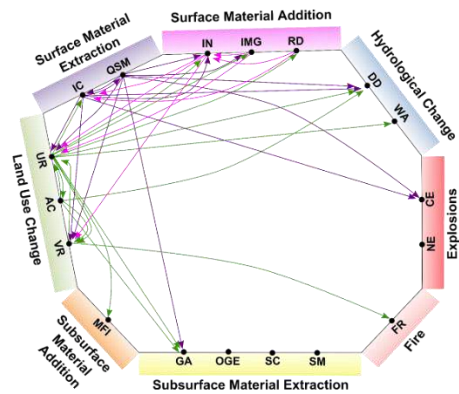 Surface Material Addition
Surface Material
Extraction
IC
QSM
IN
IMG
RD
Hydrological Change
DD
WA
Land Use Change
UR
AC
VR
Explosions
CE
NE
Subsurface
Material
Addition
MFI
GA
OGE
SC
SM
Subsurface Material Extraction
FR
Fire